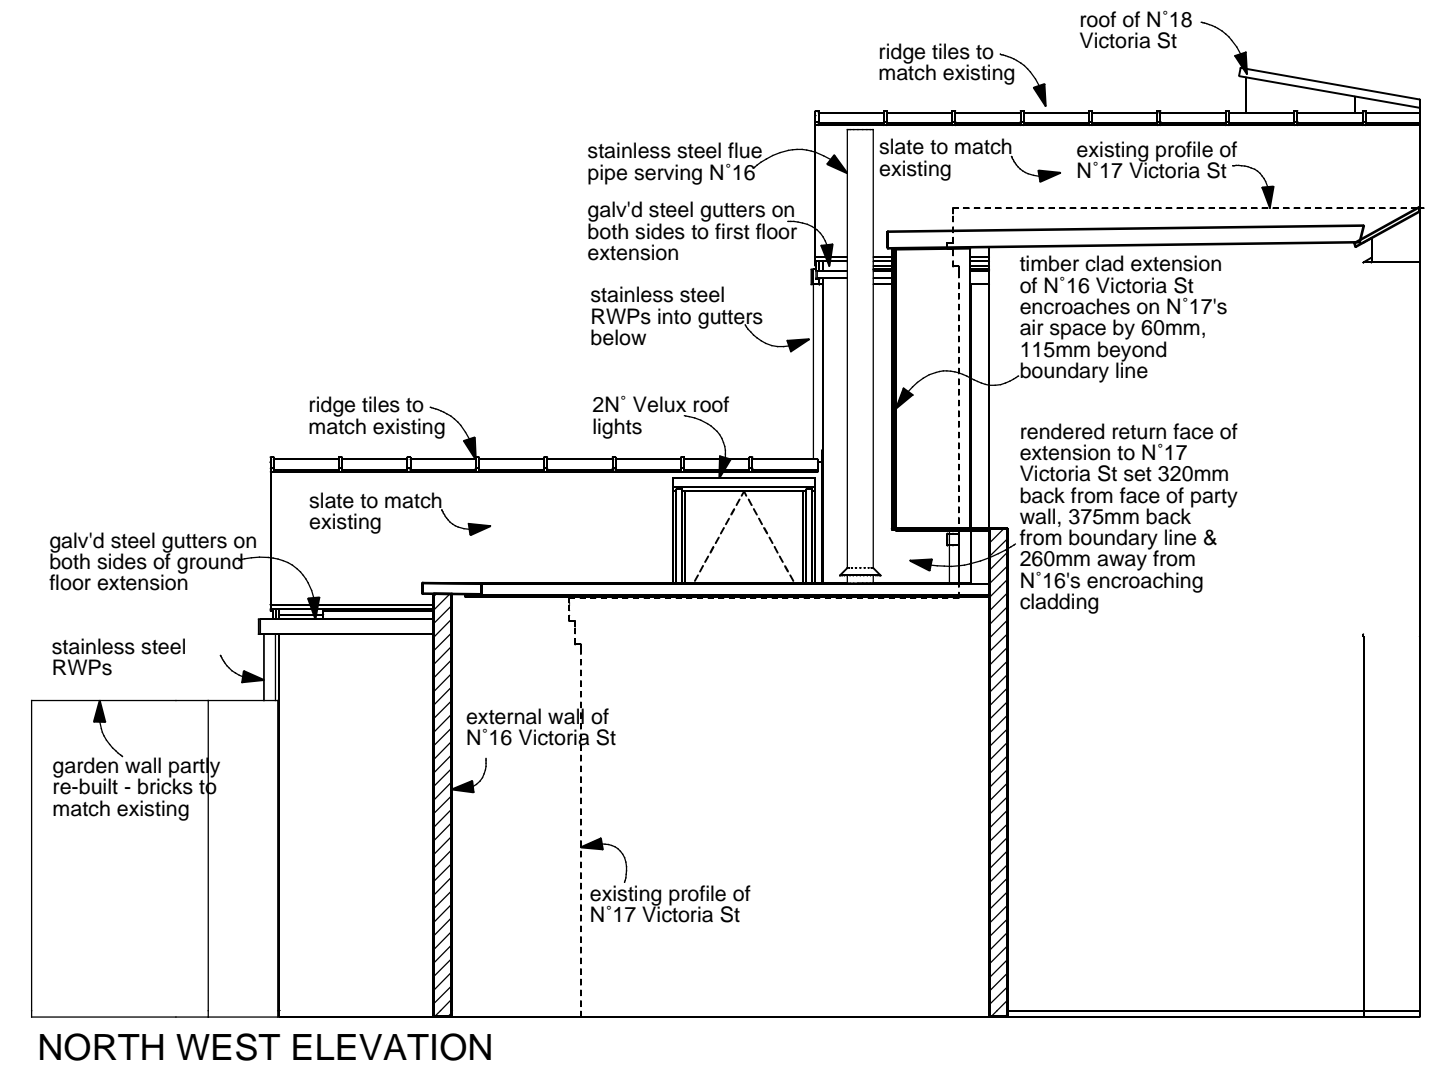 roof of N°18
Victoria St
ridge tiles to
match existing
stainless steel flue
pipe serving N°16
slate to match
existing
existing profile of
N°17 Victoria St
galv'd steel gutters on
both sides to first floor
extension
timber clad extension
of N°16 Victoria St
encroaches on N°17's
air space by 60mm,
115mm beyond
boundary line
stainless steel
RWPs into gutters
below
ridge tiles to
match existing
2N° Velux roof
lights
rendered return face of
extension to N°17
Victoria St set 320mm
back from face of party
wall, 375mm back
from boundary line &
260mm away from
N°16's encroaching
cladding
slate to match
existing
galv'd steel gutters on
both sides of ground
floor extension
stainless steel
RWPs
external wall of
N°16 Victoria St
garden wall partly
re-built - bricks to
match existing
existing profile of
N°17 Victoria St
NORTH WEST ELEVATION